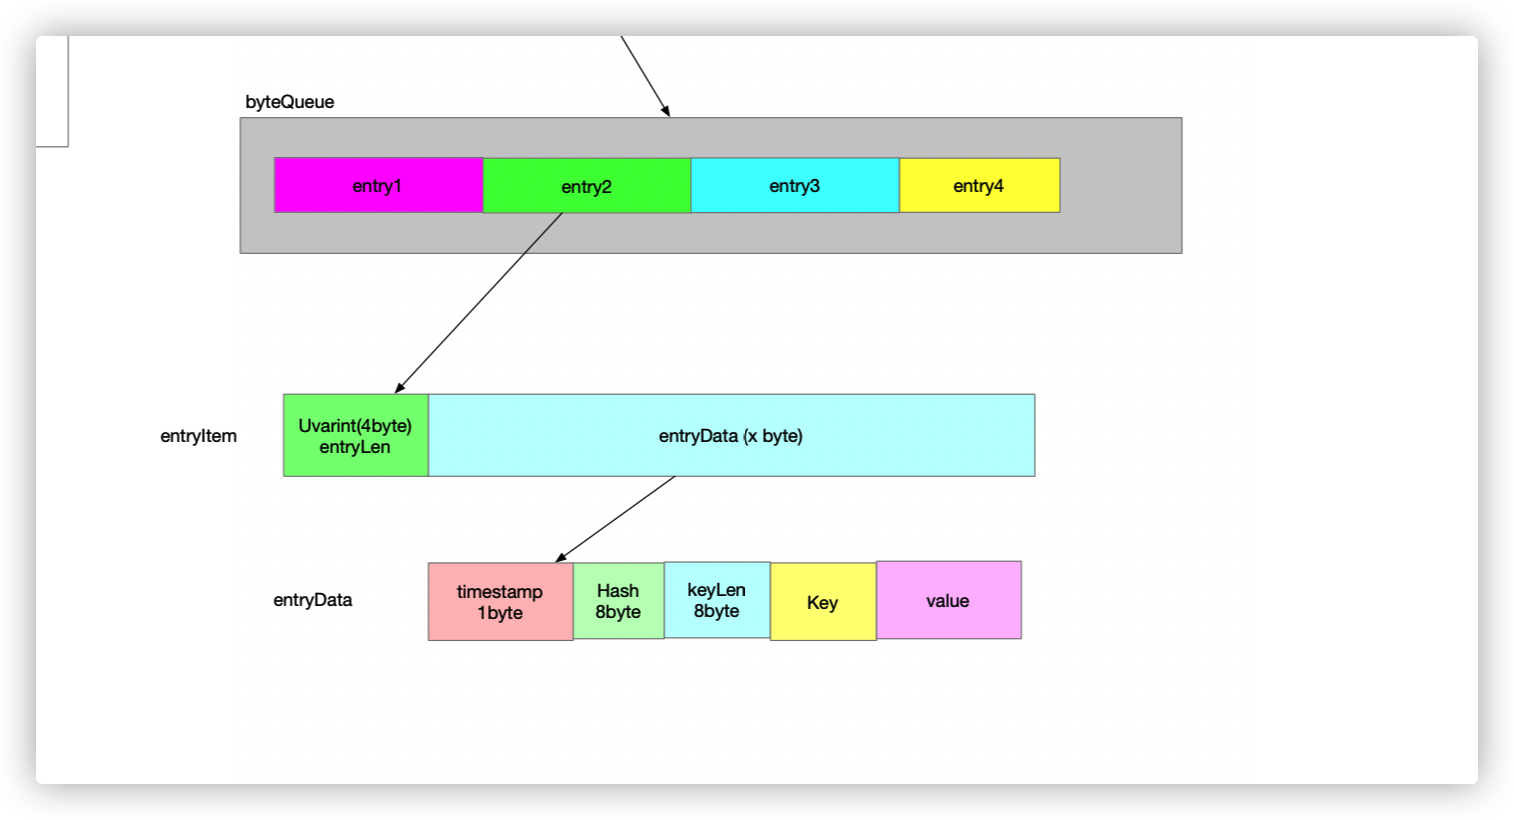 byteQueue
entry1
entry2
entry3
entry4
entryItem
Uvarint(4byte)
entryLen
entryData (x byte)
entryData
timestamp
1byte
Hash
8byte
keyLen
8byte
Key
value